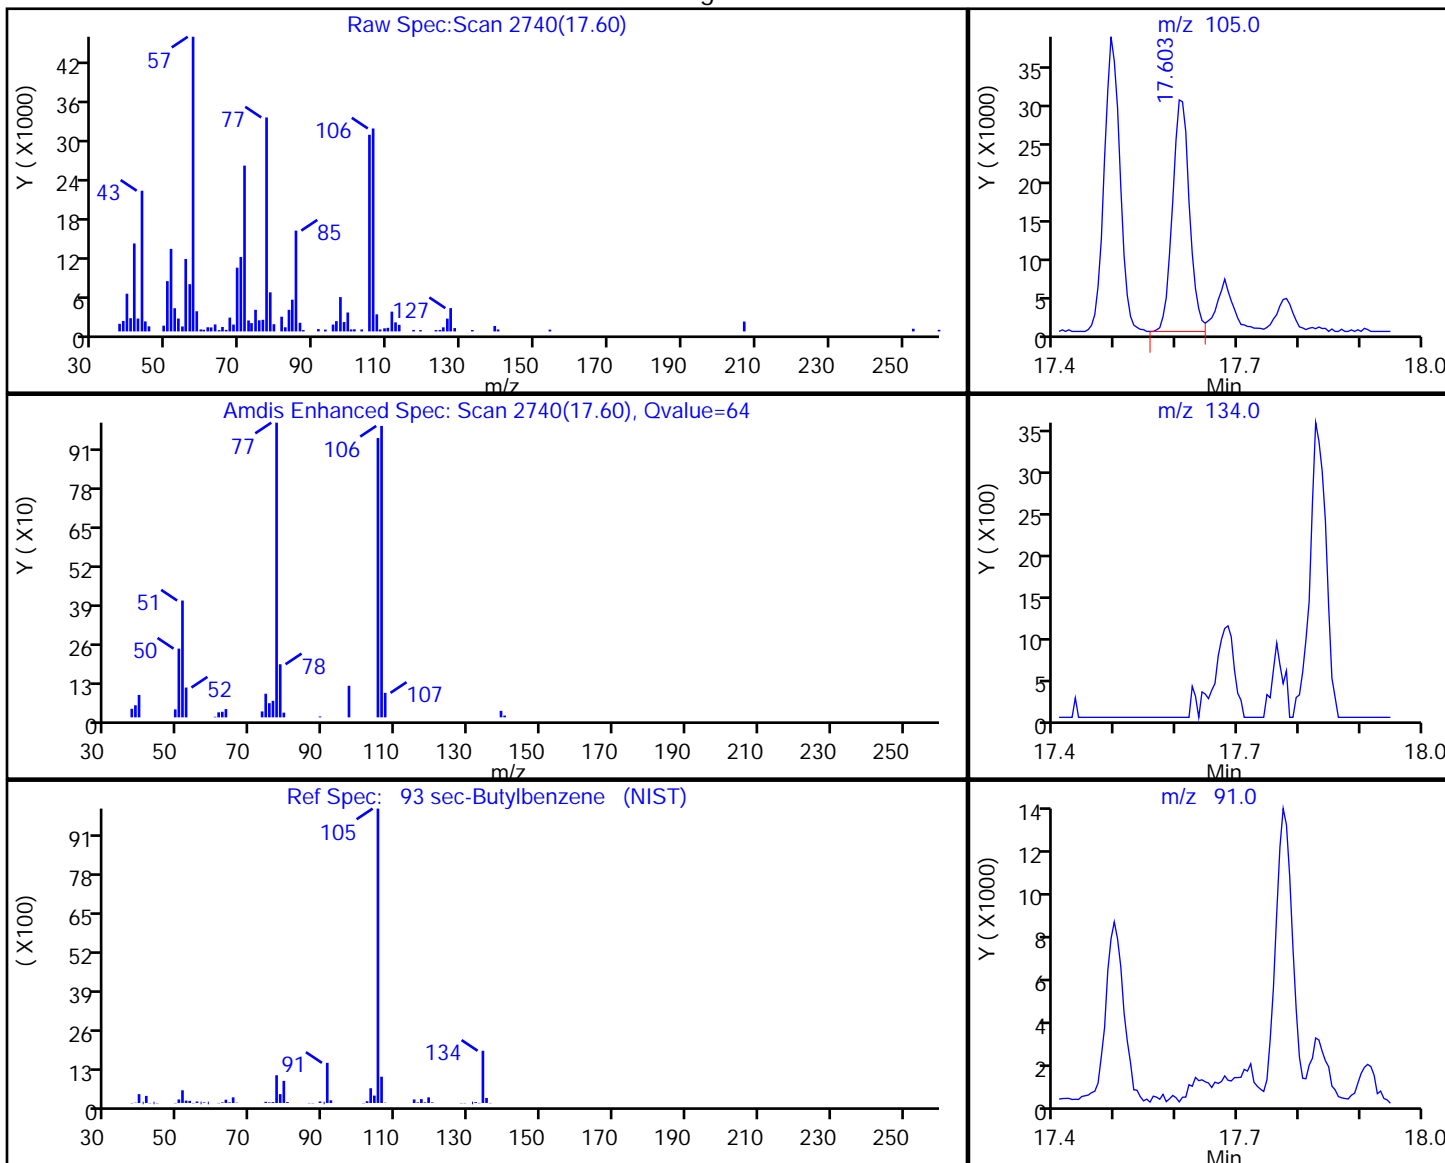 Raw Spec:Scan 2740(17.60)
Y ( X1000)
42
36
30
24
18
12
6
0
57
77
106
43
85
127
30 50 70 90 110 130 150 170 190 210 230 250
m/z
m/z 105.0
Y ( X1000)
35
30
25
20
15
10
5
0
17.603
17.4 17.7 18.0
Min
Amdis Enhanced Spec: Scan 2740(17.60), Qvalue=64
Y ( X10)
91
78
65
52
39
26
13
0
77
106
51
50
52
78
107
30 50 70 90 110 130 150 170 190 210 230 250
m/z
m/z 134.0
Y ( X100)
35
30
25
20
15
10
5
0
17.4 17.7 18.0
Min
Ref Spec: 93 sec-Butylbenzene (NIST)
( X100)
91
78
65
52
39
26
13
0
105
91
134
30 50 70 90 110 130 150 170 190 210 230 250
m/z 91.0
Y ( X1000)
14
12
10
8
6
4
2
0
17.4 17.7 18.0
Min